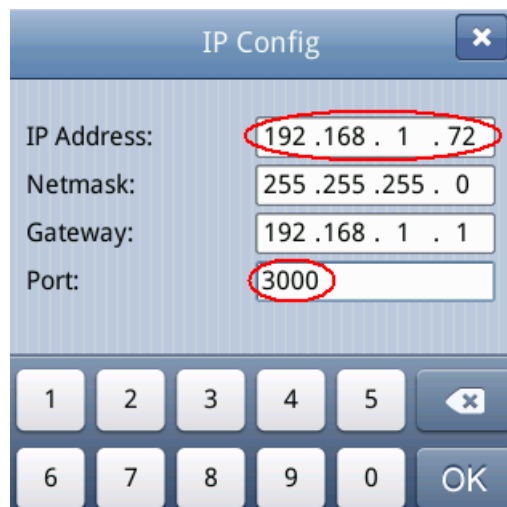 IP Config
IP Address: 192 .168 . 1 . 72
Netmask: 255 .255 .255 . 0
Gateway: 192 .168 . 1 . 1
Port: 3000
1 2 3 4 5
6 7 8 9 0 OK